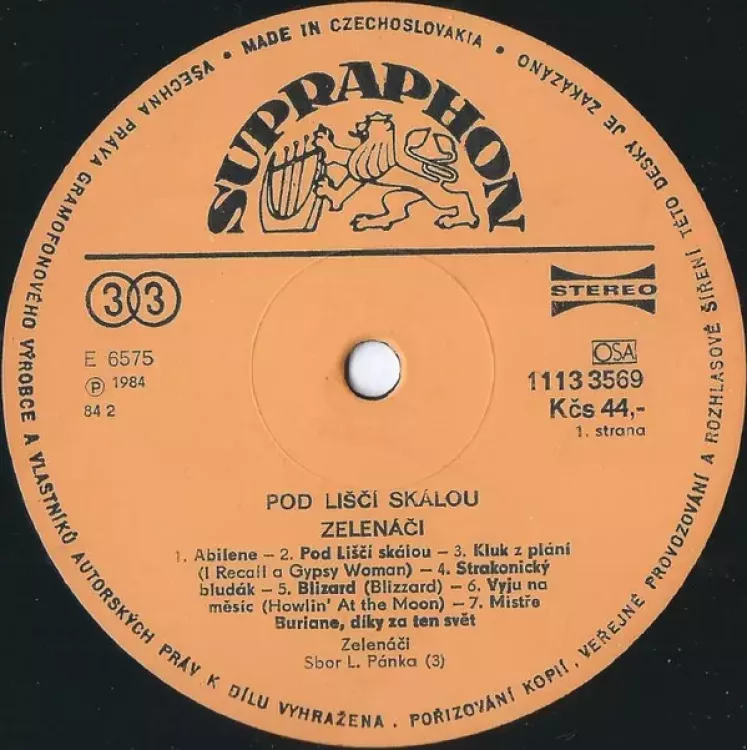 • MADE IN CZECHOSLOVAKIA •
VŠECHNA PRÁVA GRAMOFONOVÉHO VÝROBCE A VLASTNÍKŮ AUTORSKÝCH PRÁV K DÍLU VYHRAŽENA . POŘIZOVÁNÍ KOPIÍ, VEŘEJNÉ PROVOZOVÁNÍ A ROZHLASOVÉ ŠÍŘENÍ TÉTO DESKY JE ZAKÁZÁNO
SUPRAPHON
33
STEREO
E 6575
Ⓟ 1984
84 2
OSA
1113 3569
Kčs 44,-
1. strana
POD LIŠČÍ SKÁLOU
ZELENÁČI
1. Abilene – 2. Pod Liščí skálou – 3. Kluk z plání
(I Recall a Gypsy Woman) – 4. Strakonický
bludák – 5. Blizard (Blizzard) – 6. Vyju na
měsíc (Howlin' At the Moon) – 7. Mistře
Buriane, díky za ten svět
Zelenáči
Sbor L. Pánka (3)